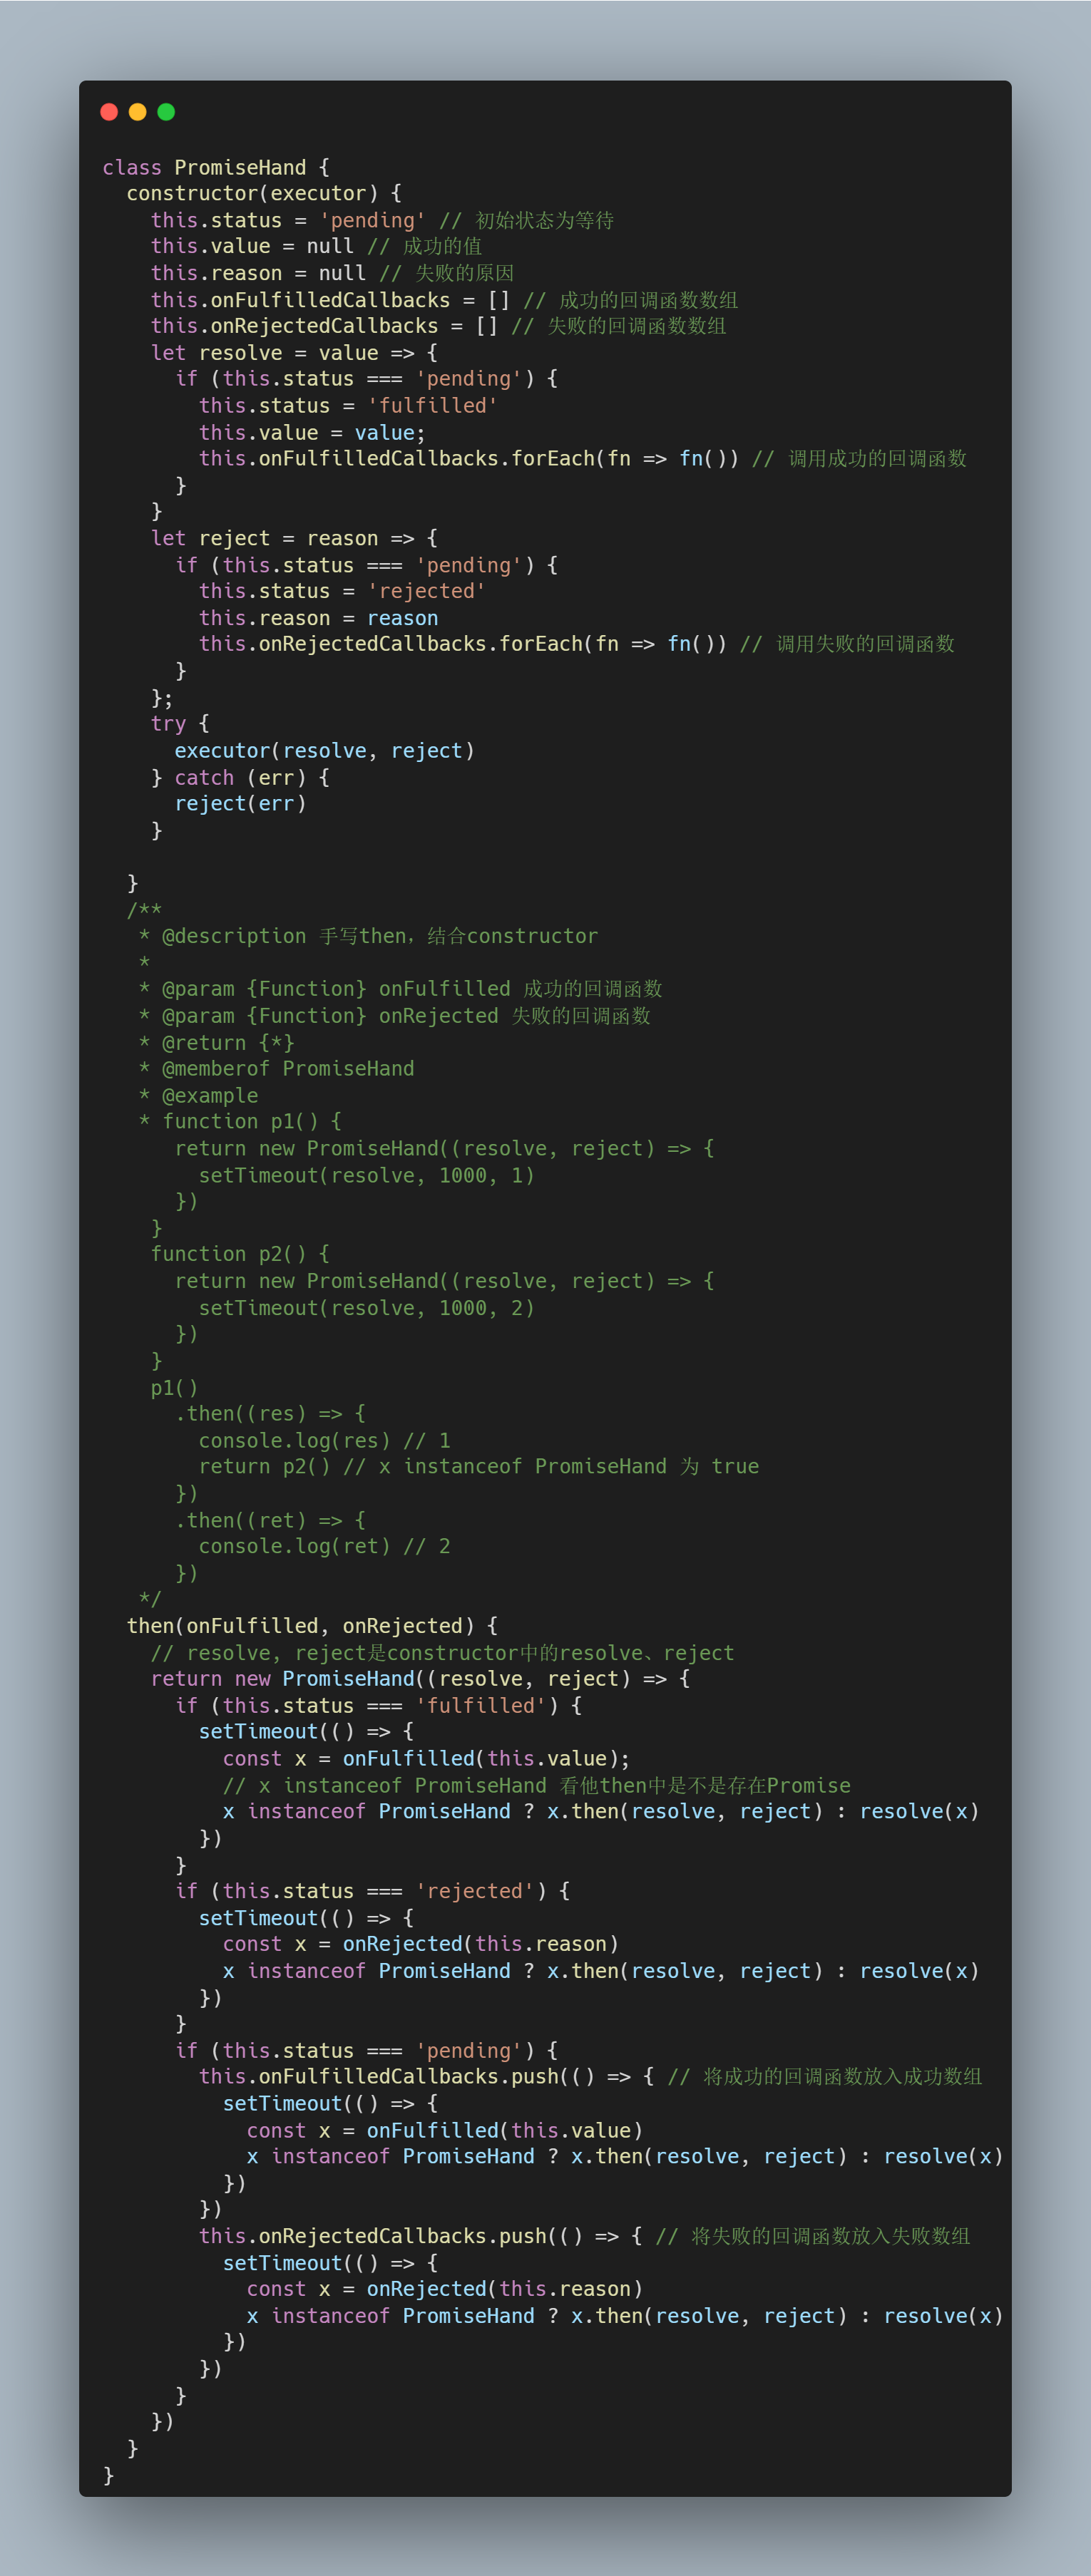 class PromiseHand {
  constructor(executor) {
    this.status = 'pending' // 初始状态为等待
    this.value = null // 成功的值
    this.reason = null // 失败的原因
    this.onFulfilledCallbacks = [] // 成功的回调函数数组
    this.onRejectedCallbacks = [] // 失败的回调函数数组
    let resolve = value => {
      if (this.status === 'pending') {
        this.status = 'fulfilled'
        this.value = value;
        this.onFulfilledCallbacks.forEach(fn => fn()) // 调用成功的回调函数
      }
    }
    let reject = reason => {
      if (this.status === 'pending') {
        this.status = 'rejected'
        this.reason = reason
        this.onRejectedCallbacks.forEach(fn => fn()) // 调用失败的回调函数
      }
    };
    try {
      executor(resolve, reject)
    } catch (err) {
      reject(err)
    }

  }
  /**
   * @description 手写then，结合constructor
   *
   * @param {Function} onFulfilled 成功的回调函数
   * @param {Function} onRejected 失败的回调函数
   * @return {*}
   * @memberof PromiseHand
   * @example
   * function p1() {
      return new PromiseHand((resolve, reject) => {
        setTimeout(resolve, 1000, 1)
      })
    }
    function p2() {
      return new PromiseHand((resolve, reject) => {
        setTimeout(resolve, 1000, 2)
      })
    }
    p1()
      .then((res) => {
        console.log(res) // 1
        return p2() // x instanceof PromiseHand 为 true
      })
      .then((ret) => {
        console.log(ret) // 2
      })
   */
  then(onFulfilled, onRejected) {
    // resolve, reject是constructor中的resolve、reject
    return new PromiseHand((resolve, reject) => {
      if (this.status === 'fulfilled') {
        setTimeout(() => {
          const x = onFulfilled(this.value);
          // x instanceof PromiseHand 看他then中是不是存在Promise
          x instanceof PromiseHand ? x.then(resolve, reject) : resolve(x)
        })
      }
      if (this.status === 'rejected') {
        setTimeout(() => {
          const x = onRejected(this.reason)
          x instanceof PromiseHand ? x.then(resolve, reject) : resolve(x)
        })
      }
      if (this.status === 'pending') {
        this.onFulfilledCallbacks.push(() => { // 将成功的回调函数放入成功数组
          setTimeout(() => {
            const x = onFulfilled(this.value)
            x instanceof PromiseHand ? x.then(resolve, reject) : resolve(x)
          })
        })
        this.onRejectedCallbacks.push(() => { // 将失败的回调函数放入失败数组
          setTimeout(() => {
            const x = onRejected(this.reason)
            x instanceof PromiseHand ? x.then(resolve, reject) : resolve(x)
          })
        })
      }
    })
  }
}